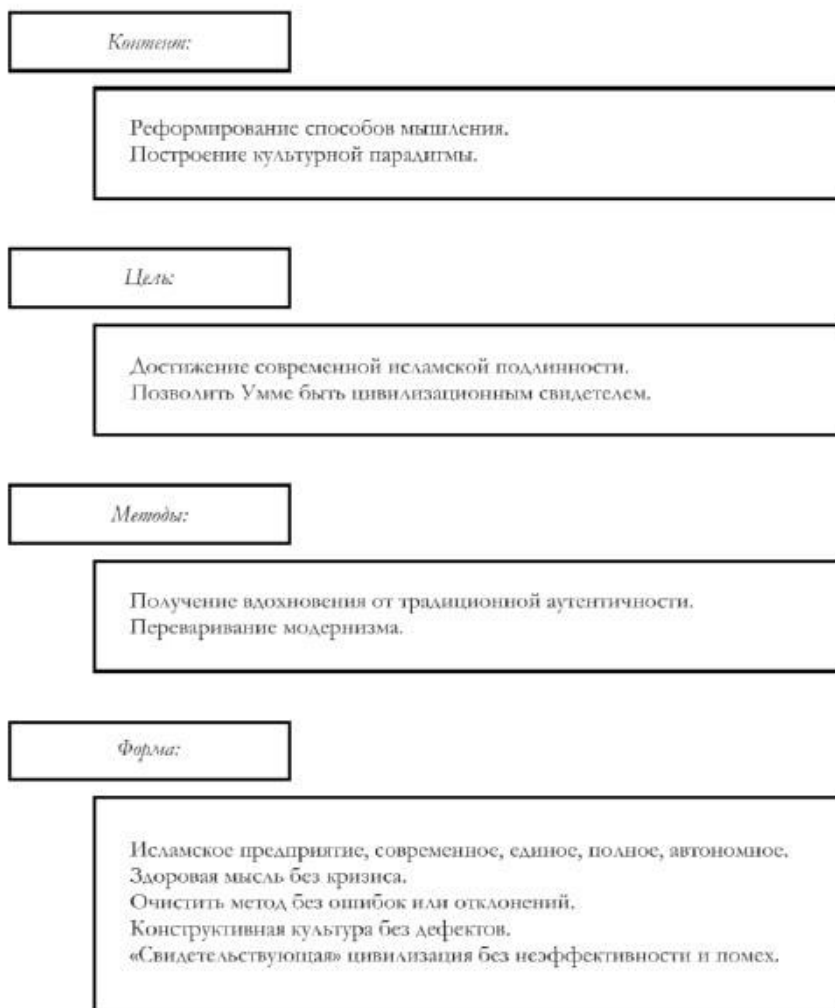 Контент:
Реформирование способов мышления.
Построение культурной парадигмы.
Цель:
Достижение современной исламской подлинности.
Позволить Умме быть цивилизационным свидетелем.
Методы:
Получение вдохновения от традиционной аутентичности.
Переваривание модернизма.
Форма:
Исламское предприятие, современное, единое, полное, автономное.
Здоровая мысль без кризиса.
Очистить метод без ошибок или отклонений.
Конструктивная культура без дефектов.
«Свидетельствующая» цивилизация без неэффективности и помех.